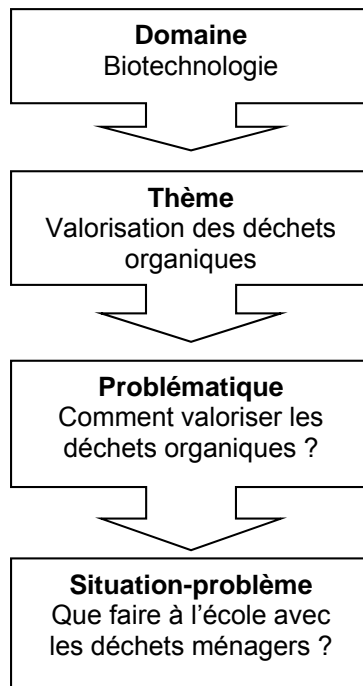 Domaine
Biotechnologie
Thème
Valorisation des déchets
organiques
Problématique
Comment valoriser les
déchets organiques ?
Situation-problème
Que faire à l’école avec
les déchets ménagers ?